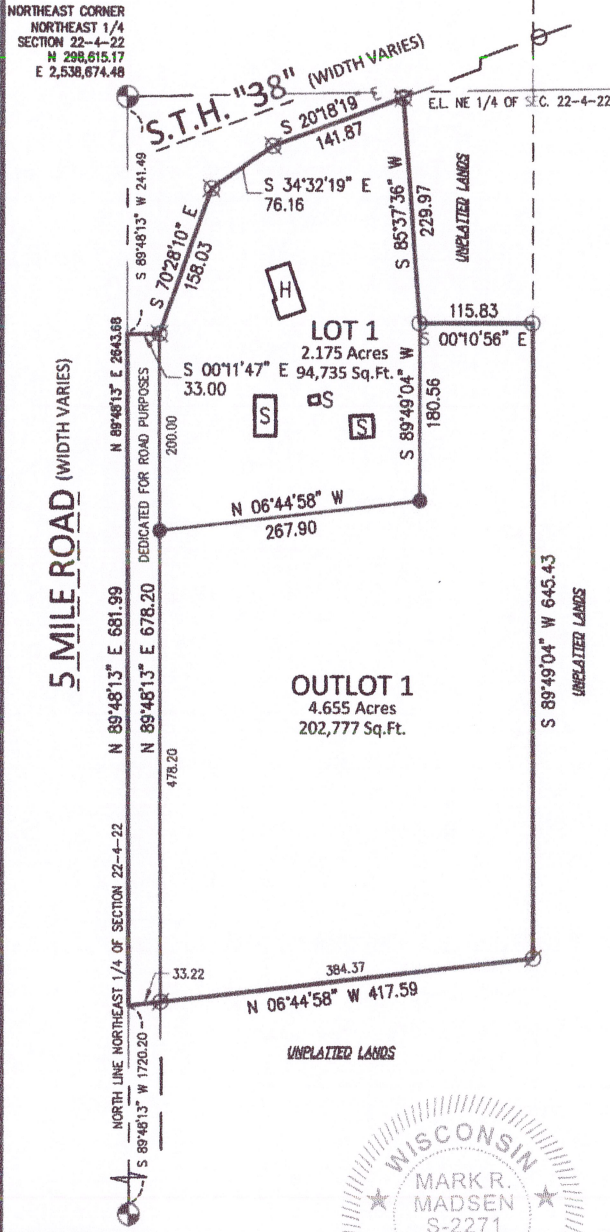 NORTHEAST CORNER
NORTHEAST 1/4
SECTION 22-4-22
N 298,615.17
E 2,538,674.48
S.T.H. "38" (WIDTH VARIES)
E.L. NE 1/4 OF SEC. 22-4-22
S 20°18'19" E
141.87
S 34°32'19" E
76.16
S 70°28'10" E
158.03
S 89°48'13" W 241.49
S 85°37'36" W
229.97
UNPLATTED LANDS
115.83
S 00°10'56" E
H
LOT 1
2.175 Acres
94,735 Sq.Ft.
S 00°11'47" E
33.00
S
S
S
S 89°49'04" W
180.56
N 89°48'13" E 2643.68
DEDICATED FOR ROAD PURPOSES
200.00
N 06°44'58" W
267.90
5 MILE ROAD (WIDTH VARIES)
N 89°48'13" E 681.99
N 89°48'13" E 678.20
478.20
OUTLOT 1
4.655 Acres
202,777 Sq.Ft.
S 89°49'04" W 645.43
UNPLATTED LANDS
NORTH LINE NORTHEAST 1/4 OF SECTION 22-4-22
33.22
384.37
N 06°44'58" W 417.59
UNPLATTED LANDS
S 89°48'13" W 1720.20
WISCONSIN
MARK R.
MADSEN
S-2271